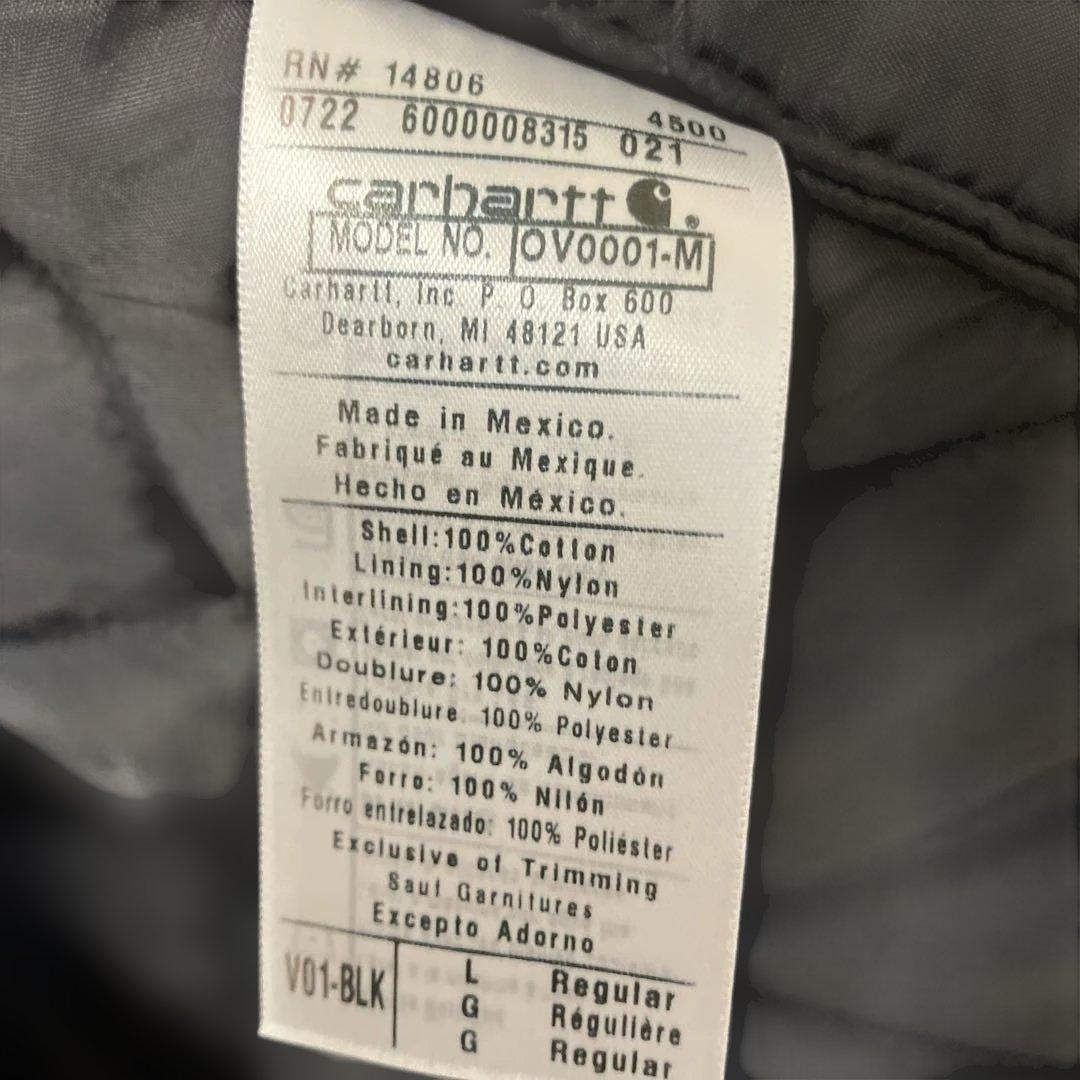 RN# 14806
4500
0722 6000008315 021
carhartt ®
MODEL NO. OV0001-M
Carhartt, Inc. P. O. Box 600
Dearborn, MI 48121 USA
carhartt.com
Made in Mexico.
Fabriqué au Mexique.
Hecho en México.
Shell:100%Cotton
Lining:100%Nylon
Interlining:100%Polyester
Extérieur: 100%Coton
Doublure: 100% Nylon
Entredoublure: 100% Polyester
Armazón: 100% Algodón
Forro: 100% Nilón
Forro entrelazado: 100% Poliéster
Exclusive of Trimming
Sauf Garnitures
Excepto Adorno
V01-BLK
L Regular
G Régulière
G Regular